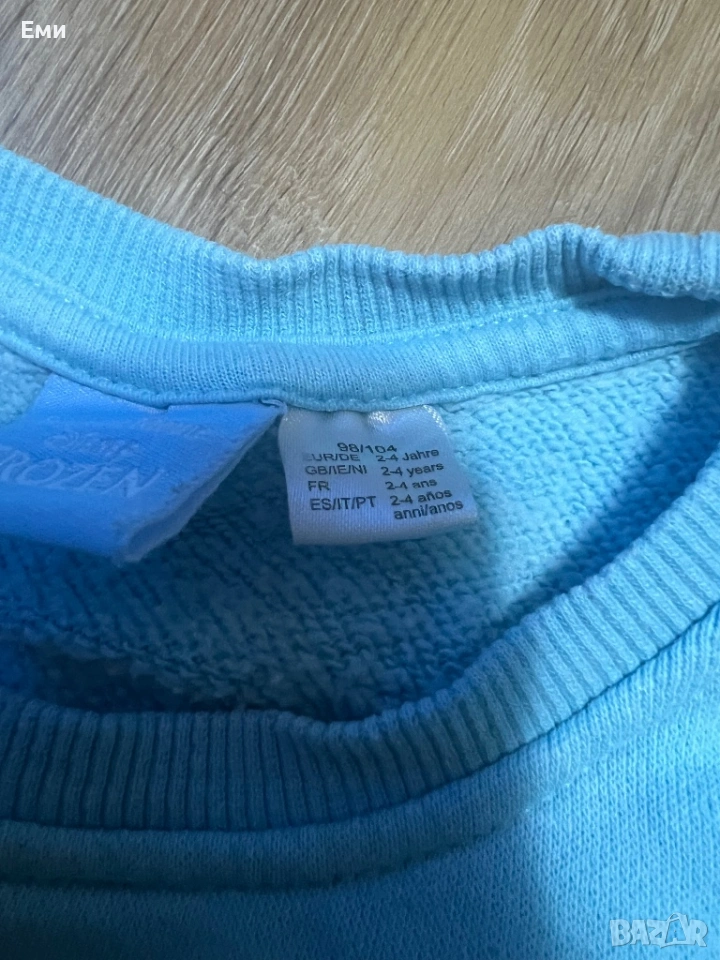 Еми
FROZEN
98/104
EUR/DE 2-4 Jahre
GB/IE/NI 2-4 years
FR 2-4 ans
ES/IT/PT 2-4 años
anni/anos
BAZAR